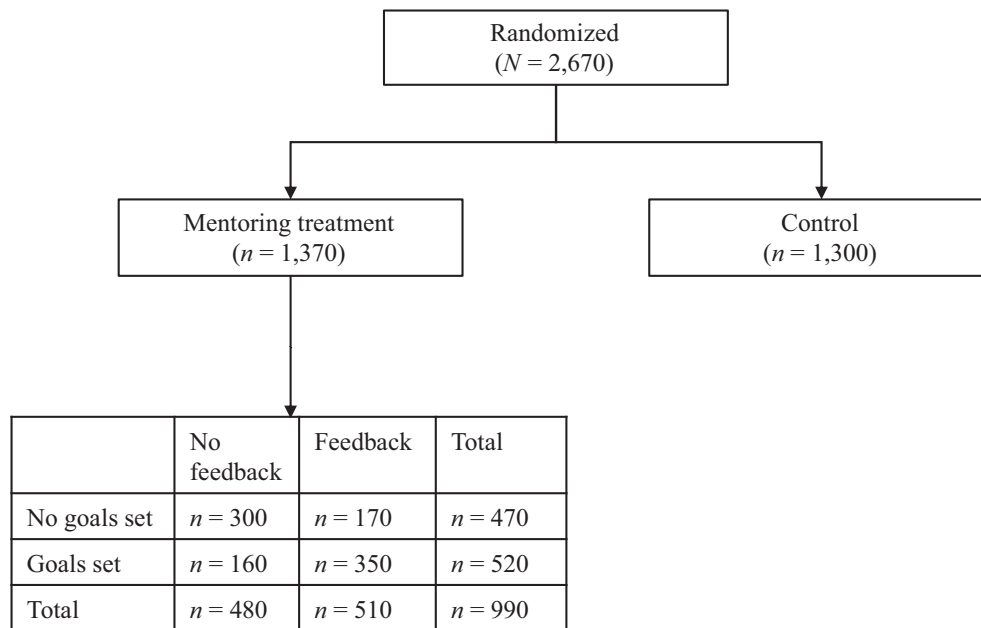 Randomized
(N = 2,670)
Mentoring treatment
(n = 1,370)
Control
(n = 1,300)
No feedback Feedback Total
No goals set n = 300 n = 170 n = 470
Goals set n = 160 n = 350 n = 520
Total n = 480 n = 510 n = 990